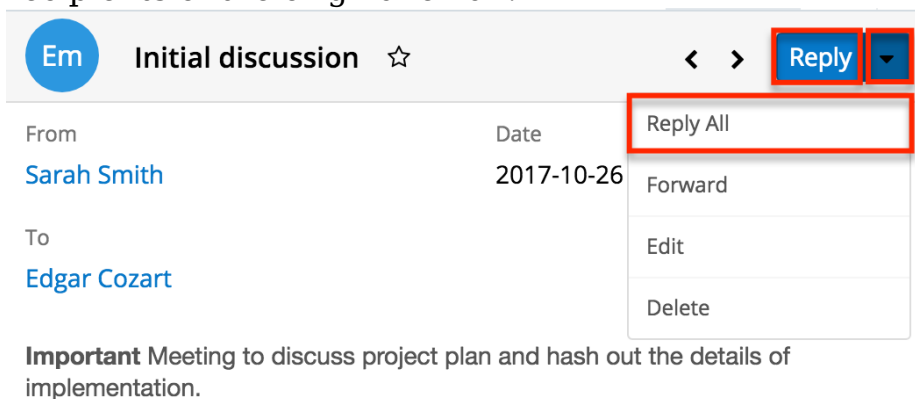 Em Initial discussion Reply
From Date Reply All
Sarah Smith 2017-10-26 Forward
To Edit
Edgar Cozart
Delete
Important Meeting to discuss project plan and hash out the details of
implementation.